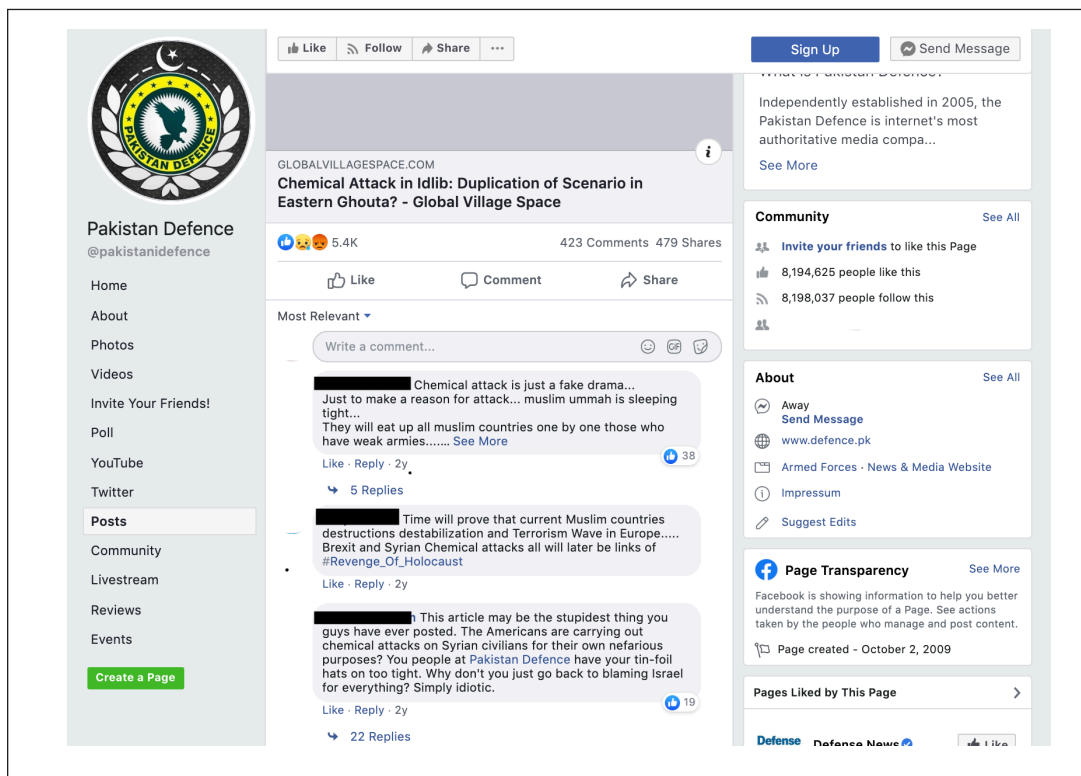 PAKISTAN DEFENCE
Pakistan Defence
@pakistanidefence
Home
About
Photos
Videos
Invite Your Friends!
Poll
YouTube
Twitter
Posts
Community
Livestream
Reviews
Events
Create a Page
Like Follow Share ...
GLOBALVILLAGESPACE.COM
Chemical Attack in Idlib: Duplication of Scenario in
Eastern Ghouta? - Global Village Space
5.4K 423 Comments 479 Shares
Like Comment Share
Most Relevant
Write a comment... GIF
Chemical attack is just a fake drama...
Just to make a reason for attack... muslim ummah is sleeping
tight...
They will eat up all muslim countries one by one those who
have weak armies....... See More
38
Like · Reply · 2y
5 Replies
Time will prove that current Muslim countries
destructions destabilization and Terrorism Wave in Europe.....
Brexit and Syrian Chemical attacks all will later be links of
#Revenge_Of_Holocaust
Like · Reply · 2y
This article may be the stupidest thing you
guys have ever posted. The Americans are carrying out
chemical attacks on Syrian civilians for their own nefarious
purposes? You people at Pakistan Defence have your tin-foil
hats on too tight. Why don't you just go back to blaming Israel
for everything? Simply idiotic.
19
Like · Reply · 2y
22 Replies
Sign Up Send Message
What is Pakistan Defence?
Independently established in 2005, the
Pakistan Defence is internet's most
authoritative media compa...
See More
Community See All
Invite your friends to like this Page
8,194,625 people like this
8,198,037 people follow this
About See All
Away
Send Message
www.defence.pk
Armed Forces · News & Media Website
Impressum
Suggest Edits
Page Transparency See More
Facebook is showing information to help you better
understand the purpose of a Page. See actions
taken by the people who manage and post content.
Page created - October 2, 2009
Pages Liked by This Page
Defense Defense News Like